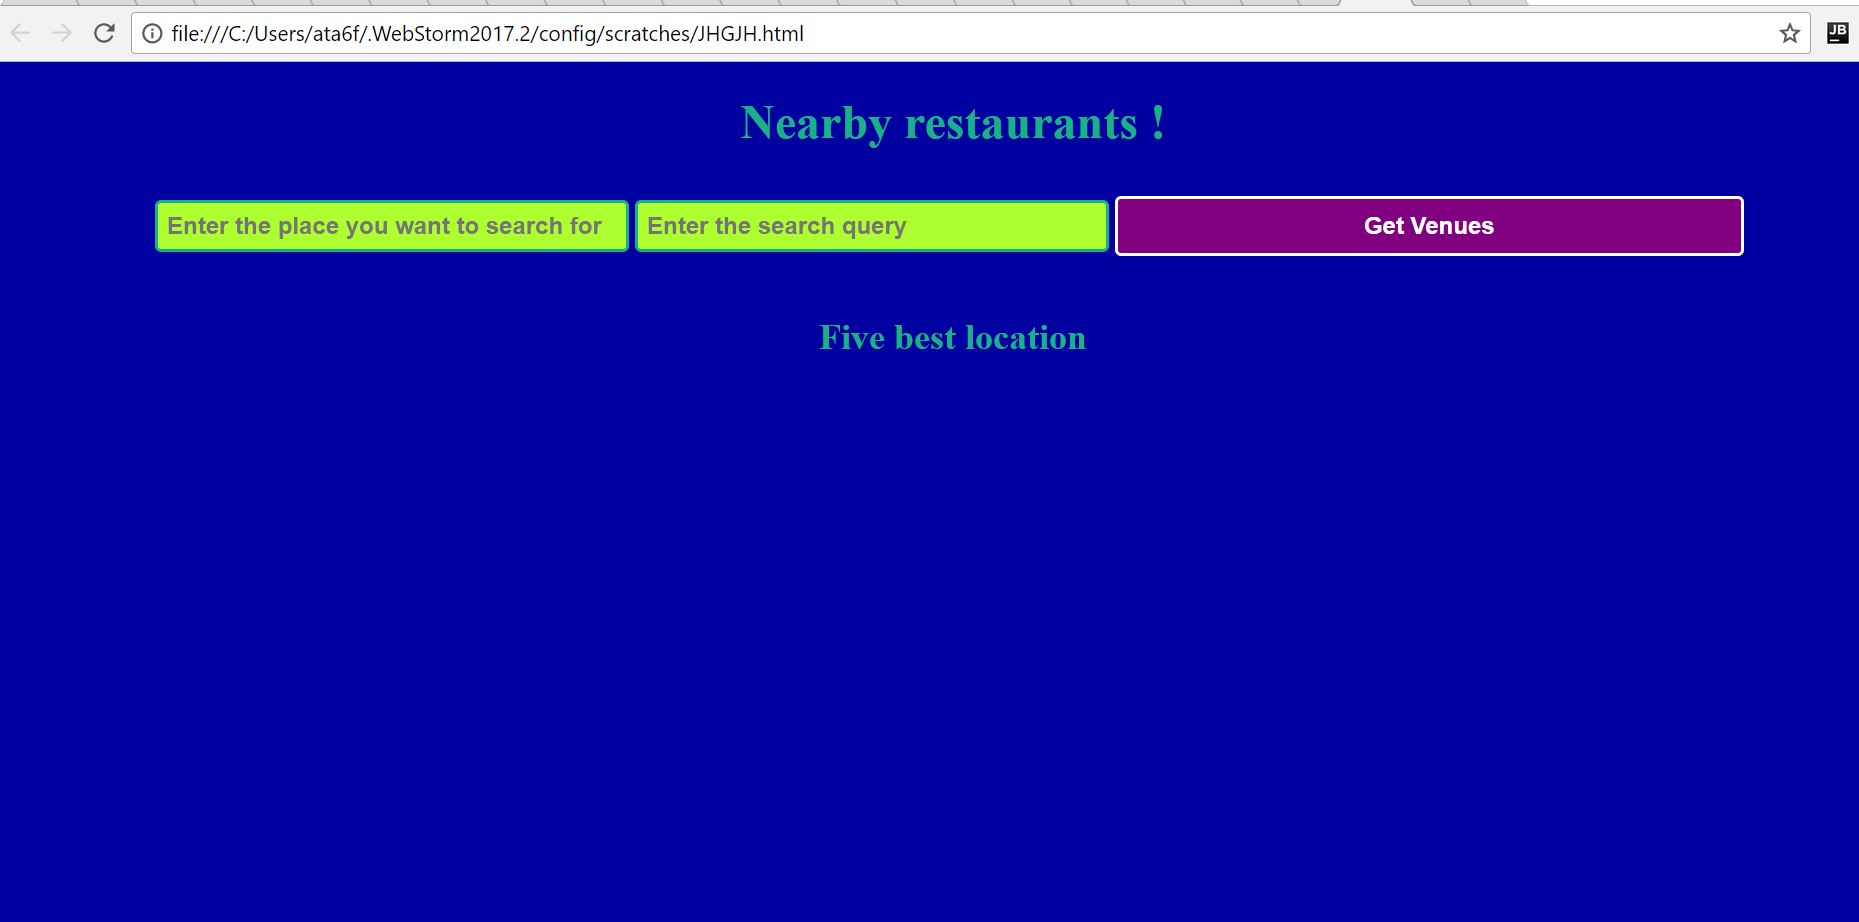 file:///C:/Users/ata6f/.WebStorm2017.2/config/scratches/JHGJH.html
JB
Nearby restaurants !
Enter the place you want to search for Enter the search query Get Venues
Five best location